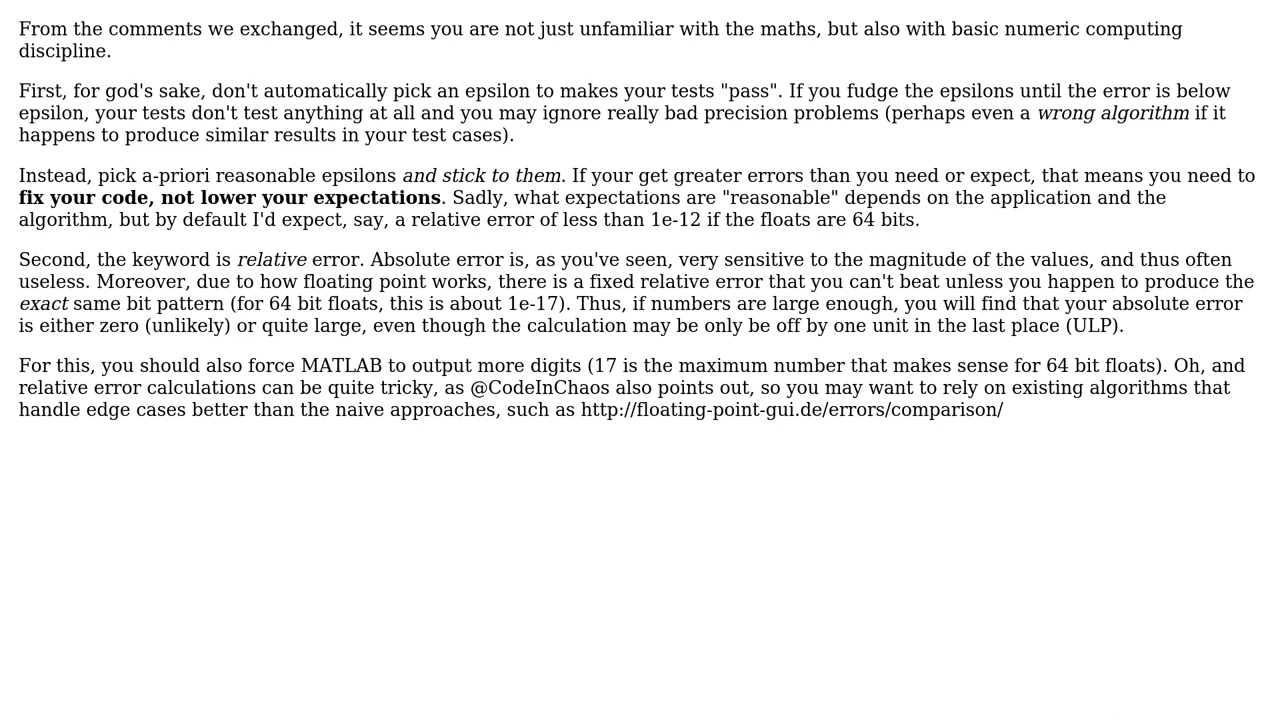 From the comments we exchanged, it seems you are not just unfamiliar with the maths, but also with basic numeric computing
discipline.
First, for god's sake, don't automatically pick an epsilon to makes your tests "pass". If you fudge the epsilons until the error is below
epsilon, your tests don't test anything at all and you may ignore really bad precision problems (perhaps even a wrong algorithm if it
happens to produce similar results in your test cases).
Instead, pick a-priori reasonable epsilons and stick to them. If your get greater errors than you need or expect, that means you need to
fix your code, not lower your expectations. Sadly, what expectations are "reasonable" depends on the application and the
algorithm, but by default I'd expect, say, a relative error of less than 1e-12 if the floats are 64 bits.
Second, the keyword is relative error. Absolute error is, as you've seen, very sensitive to the magnitude of the values, and thus often
useless. Moreover, due to how floating point works, there is a fixed relative error that you can't beat unless you happen to produce the
exact same bit pattern (for 64 bit floats, this is about 1e-17). Thus, if numbers are large enough, you will find that your absolute error
is either zero (unlikely) or quite large, even though the calculation may be only be off by one unit in the last place (ULP).
For this, you should also force MATLAB to output more digits (17 is the maximum number that makes sense for 64 bit floats). Oh, and
relative error calculations can be quite tricky, as @CodeInChaos also points out, so you may want to rely on existing algorithms that
handle edge cases better than the naive approaches, such as http://floating-point-gui.de/errors/comparison/